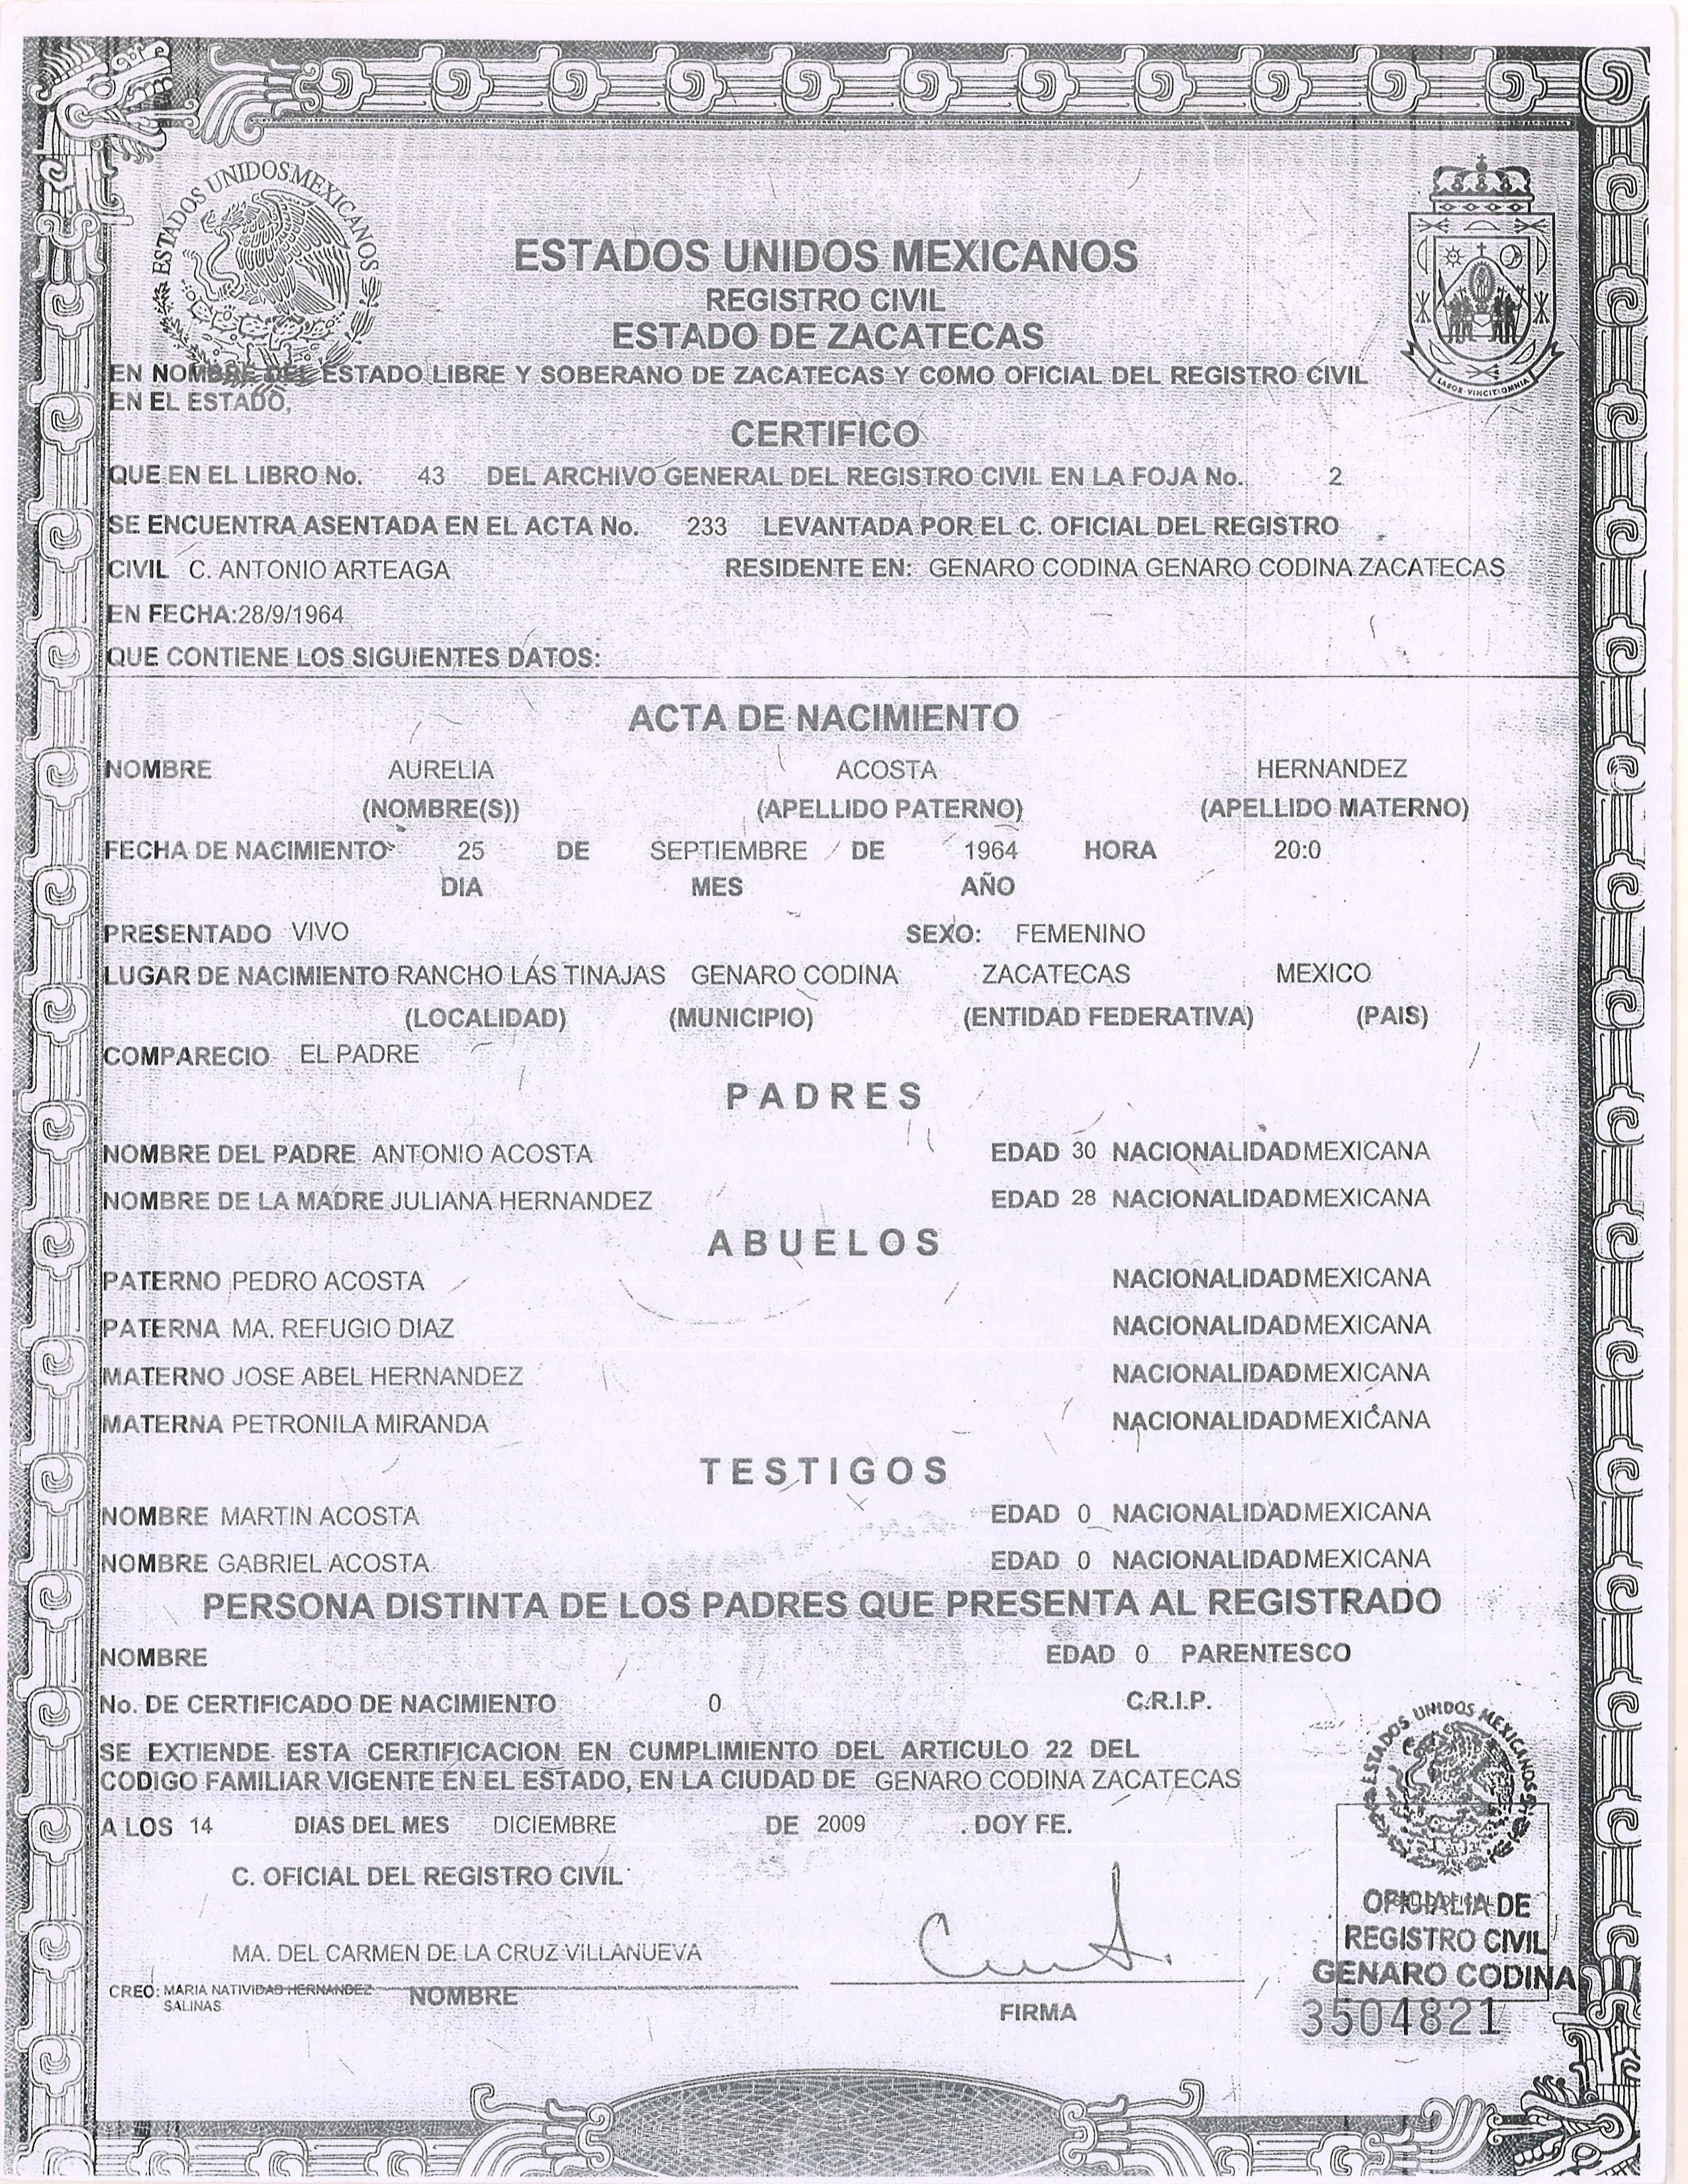 ESTADOS UNIDOS MEXICANOS
ESTADOS UNIDOS MEXICANOS
REGISTRO CIVIL
ESTADO DE ZACATECAS
LABOR VINCIT OMNIA
EN NOMBRE DEL ESTADO LIBRE Y SOBERANO DE ZACATECAS Y COMO OFICIAL DEL REGISTRO CIVIL
EN EL ESTADO,
CERTIFICO
QUE EN EL LIBRO No. 43 DEL ARCHIVO GENERAL DEL REGISTRO CIVIL EN LA FOJA No. 2
SE ENCUENTRA ASENTADA EN EL ACTA No. 233 LEVANTADA POR EL C. OFICIAL DEL REGISTRO
CIVIL C. ANTONIO ARTEAGA RESIDENTE EN: GENARO CODINA GENARO CODINA ZACATECAS
EN FECHA:28/9/1964
QUE CONTIENE LOS SIGUIENTES DATOS:
ACTA DE NACIMIENTO
NOMBRE AURELIA ACOSTA HERNANDEZ
(NOMBRE(S)) (APELLIDO PATERNO) (APELLIDO MATERNO)
FECHA DE NACIMIENTO 25 DE SEPTIEMBRE DE 1964 HORA 20:0
DIA MES AÑO
PRESENTADO VIVO SEXO: FEMENINO
LUGAR DE NACIMIENTO RANCHO LAS TINAJAS GENARO CODINA ZACATECAS MEXICO
(LOCALIDAD) (MUNICIPIO) (ENTIDAD FEDERATIVA) (PAIS)
COMPARECIO EL PADRE
PADRES
NOMBRE DEL PADRE ANTONIO ACOSTA EDAD 30 NACIONALIDAD MEXICANA
NOMBRE DE LA MADRE JULIANA HERNANDEZ EDAD 28 NACIONALIDAD MEXICANA
ABUELOS
PATERNO PEDRO ACOSTA NACIONALIDAD MEXICANA
PATERNA MA. REFUGIO DIAZ NACIONALIDAD MEXICANA
MATERNO JOSE ABEL HERNANDEZ NACIONALIDAD MEXICANA
MATERNA PETRONILA MIRANDA NACIONALIDAD MEXICANA
TESTIGOS
NOMBRE MARTIN ACOSTA EDAD 0 NACIONALIDAD MEXICANA
NOMBRE GABRIEL ACOSTA EDAD 0 NACIONALIDAD MEXICANA
PERSONA DISTINTA DE LOS PADRES QUE PRESENTA AL REGISTRADO
NOMBRE EDAD 0 PARENTESCO
No. DE CERTIFICADO DE NACIMIENTO 0 C.R.I.P.
SE EXTIENDE ESTA CERTIFICACION EN CUMPLIMIENTO DEL ARTICULO 22 DEL
CODIGO FAMILIAR VIGENTE EN EL ESTADO, EN LA CIUDAD DE GENARO CODINA ZACATECAS
A LOS 14 DIAS DEL MES DICIEMBRE DE 2009 . DOY FE.
ESTADOS UNIDOS MEXICANOS
C. OFICIAL DEL REGISTRO CIVIL
OFICIALIA DE
REGISTRO CIVIL
GENARO CODINA
MA. DEL CARMEN DE LA CRUZ VILLANUEVA
CREO: MARIA NATIVIDAD HERNANDEZ
SALINAS
NOMBRE
FIRMA
3504821